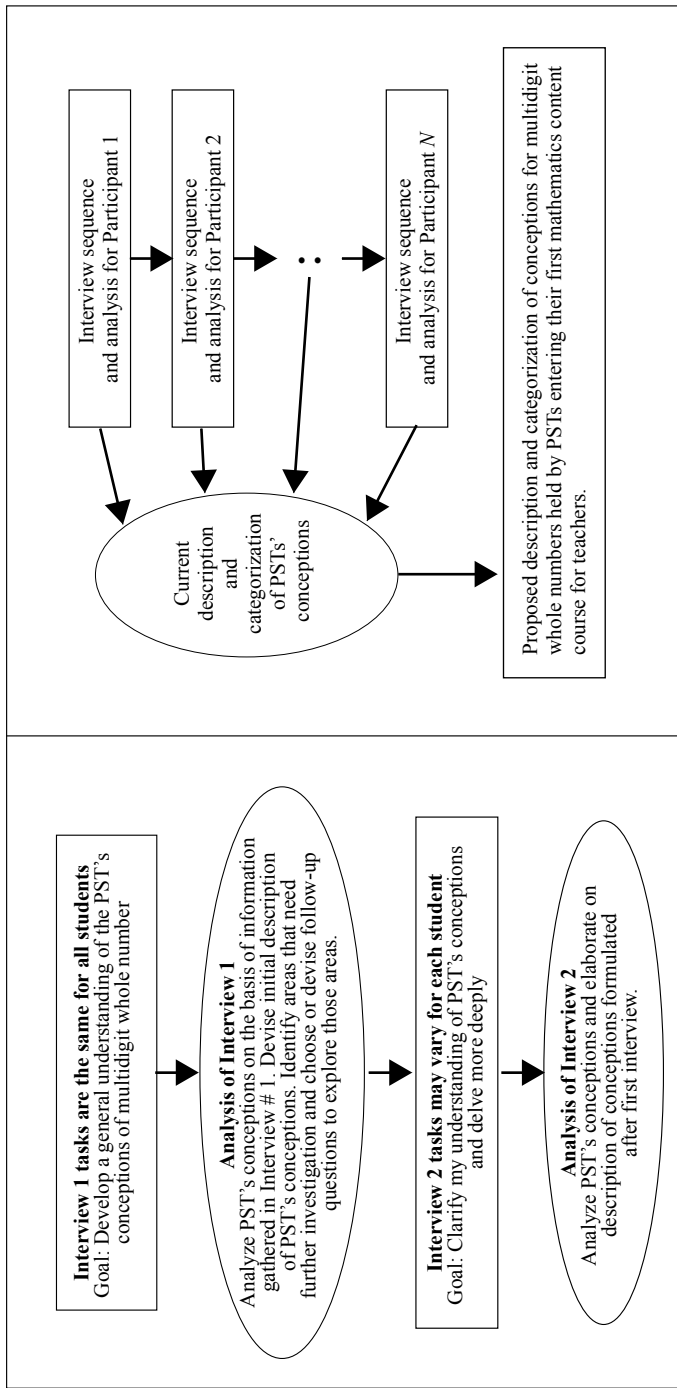 Interview 1 tasks are the same for all students
Goal: Develop a general understanding of the PST’s
conceptions of multidigit whole number
Analysis of Interview 1
Analyze PST’s conceptions on the basis of information
gathered in Interview # 1. Devise initial description
of PST’s conceptions. Identify areas that need
further investigation and choose or devise follow-up
questions to explore those areas.
Interview 2 tasks may vary for each student
Goal: Clarify my understanding of PST’s conceptions
and delve more deeply
Analysis of Interview 2
Analyze PST’s conceptions and elaborate on
description of conceptions formulated
after first interview.
Interview sequence
and analysis for Participant 1
Interview sequence
and analysis for Participant 2
Interview sequence
and analysis for Participant N
Current
description
and
categorization
of PSTs’
conceptions
Proposed description and categorization of conceptions for multidigit
whole numbers held by PSTs entering their first mathematics content
course for teachers.